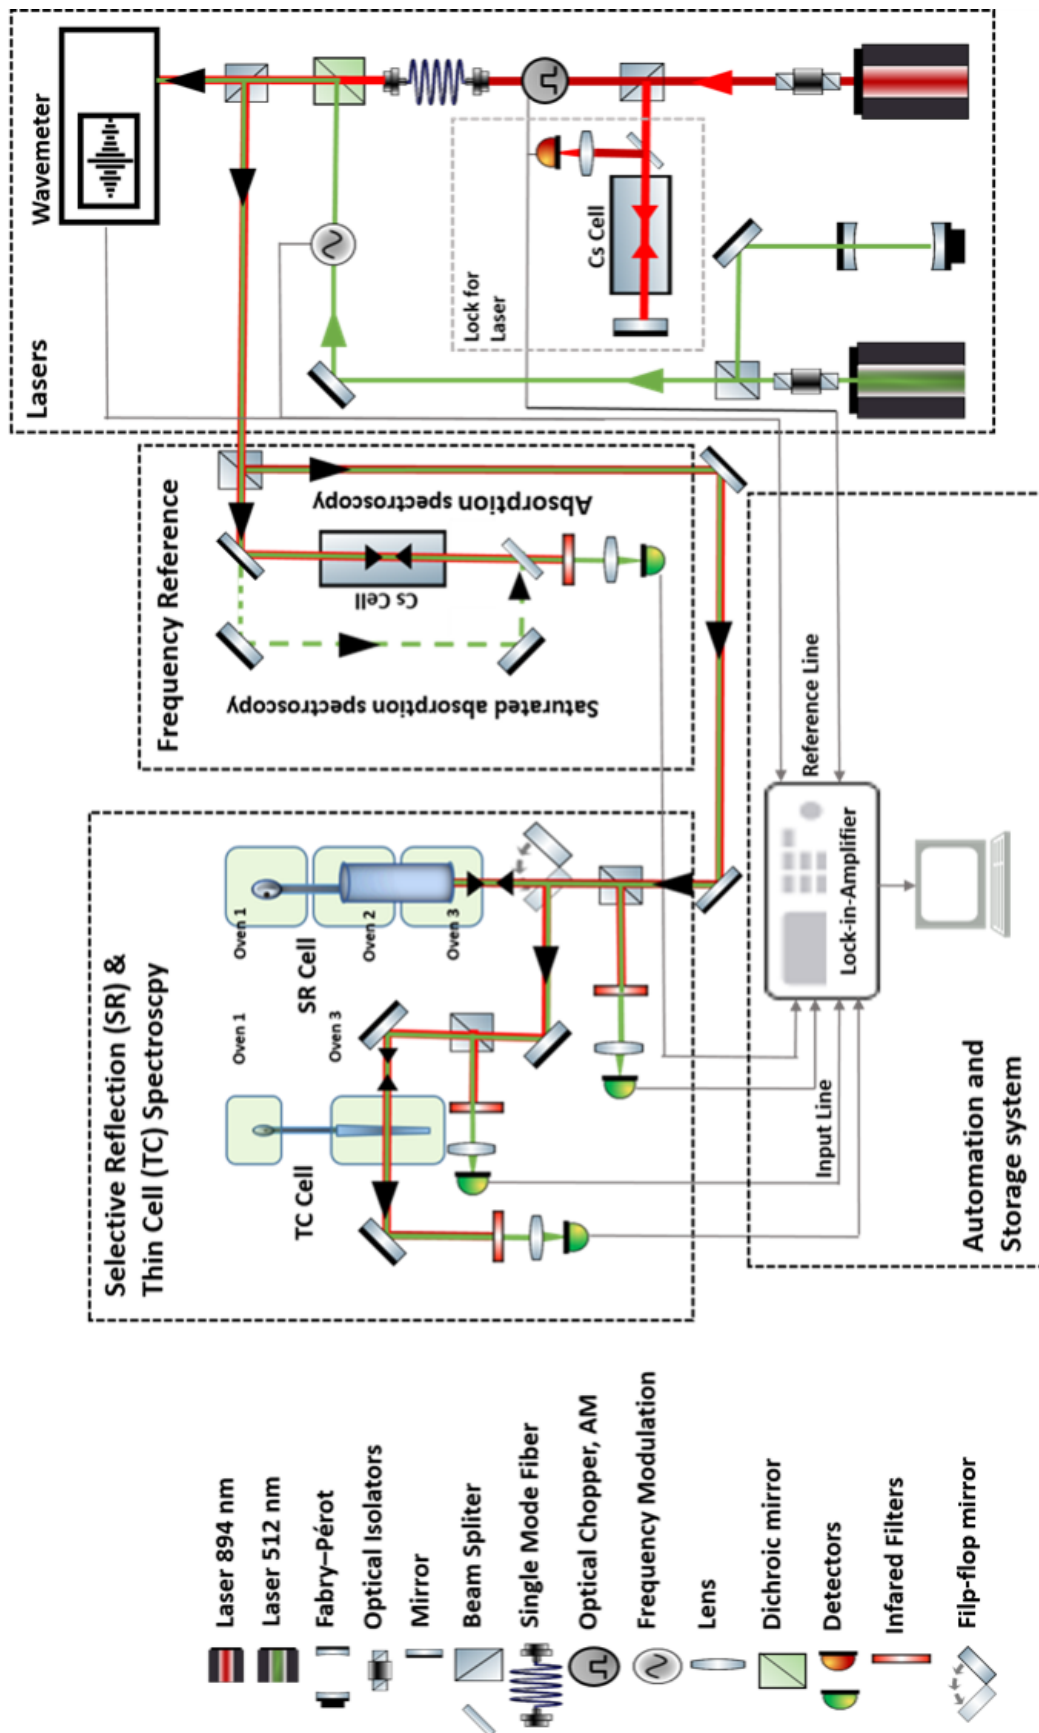 Lasers
Wavemeter
Lock for
Laser
Cs Cell
Frequency Reference
Absorption spectroscopy
Cs Cell
Saturated absorption spectroscopy
Selective Reflection (SR) &
Thin Cell (TC) Spectroscpy
Oven 1
Oven 2
Oven 3
SR Cell
Oven 1
Oven 3
TC Cell
Reference Line
Lock-in-Amplifier
Input Line
Automation and
Storage system
Laser 894 nm
Laser 512 nm
Fabry–Pérot
Optical Isolators
Mirror
Beam Spliter
Single Mode Fiber
Optical Chopper, AM
Frequency Modulation
Lens
Dichroic mirror
Detectors
Infared Filters
Filp-flop mirror